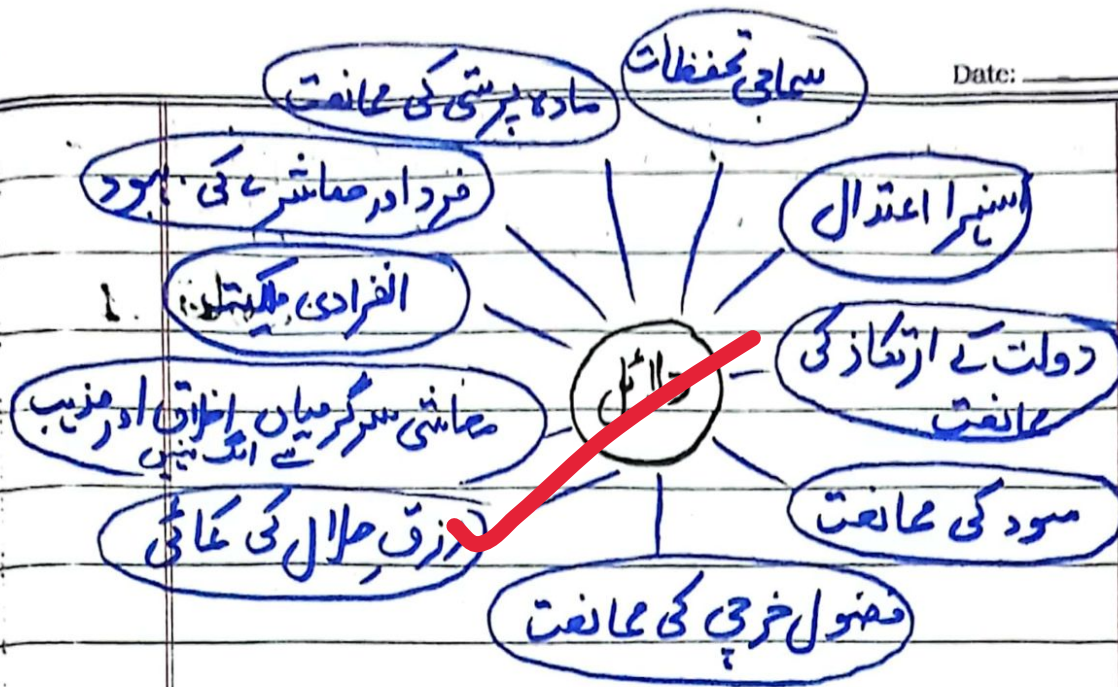 Date:
سماجی تحفظات
مادہ پرستی کی ممانعت
فرد اور معاشرے کی بہبود
سنہرا اعتدال
انفرادی ملکیت
دولت کے ارتکاز کی
ممانعت
دلائل
معاشی سرگرمیاں اخلاق اور مذہب
سے الگ نہیں
سود کی ممانعت
رزقِ حلال کی کمائی
فضول خرچی کی ممانعت